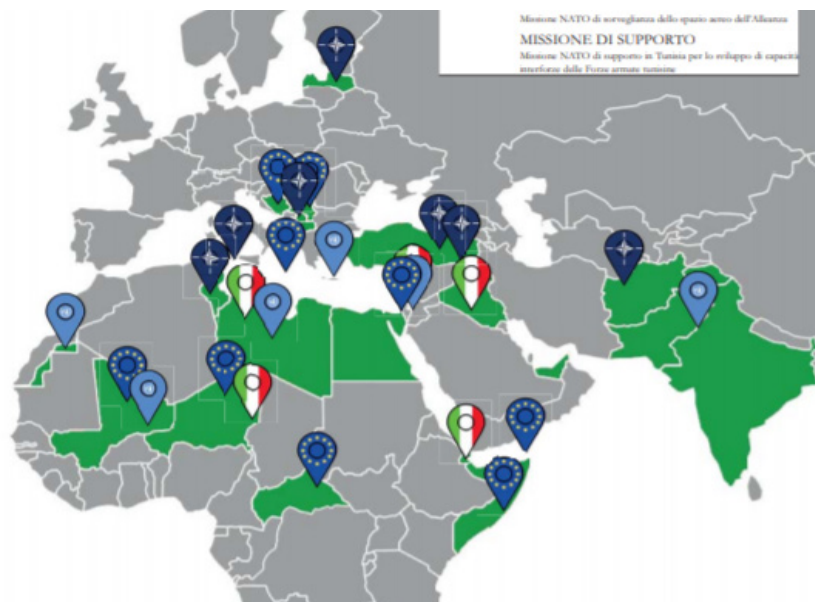 Missione NATO di sorveglianza dello spazio aereo dell'Alleanza
MISSIONE DI SUPPORTO
Missione NATO di supporto in Tunisia per lo sviluppo di capacità
interforze delle Forze armate tunisine